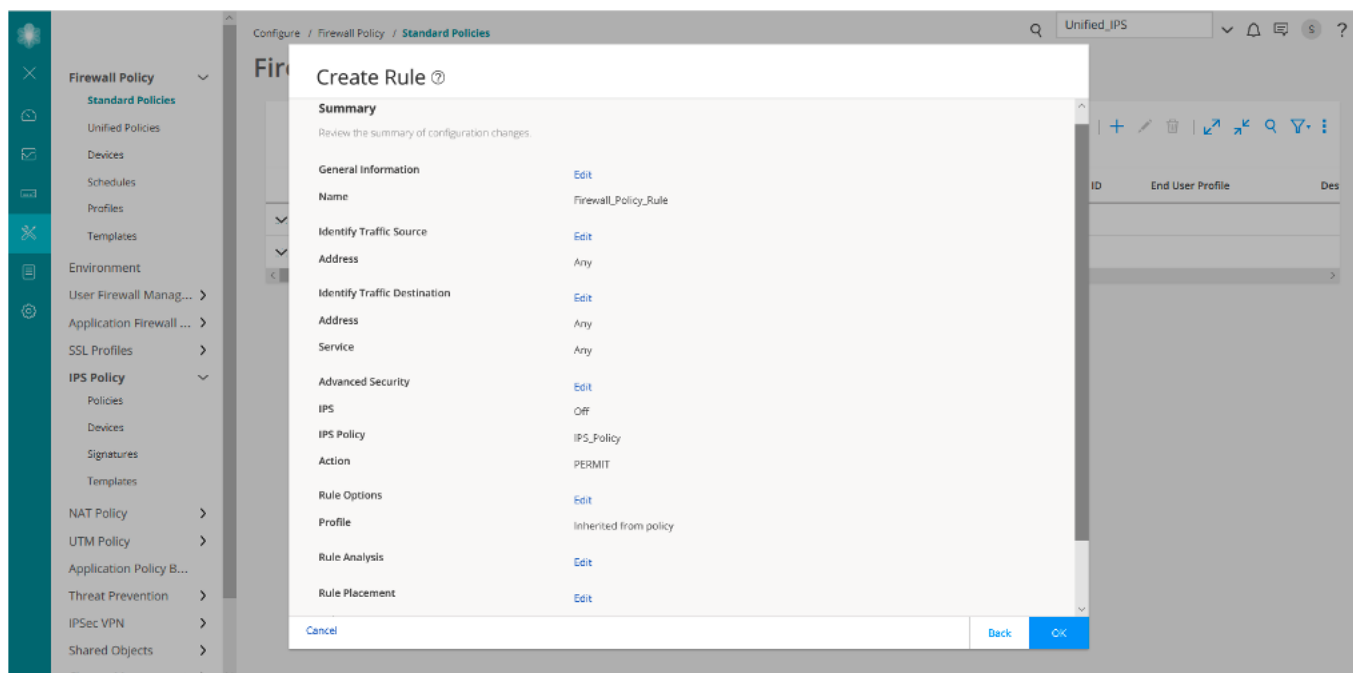 Configure / Firewall Policy / Standard Policies
Unified_IPS
S
?
Fire
Firewall Policy
Standard Policies
Unified Policies
Devices
Schedules
Profiles
Templates
Environment
User Firewall Manag...
Application Firewall ...
SSL Profiles
IPS Policy
Policies
Devices
Signatures
Templates
NAT Policy
UTM Policy
Application Policy B...
Threat Prevention
IPSec VPN
Shared Objects
Create Rule ?
Summary
Review the summary of configuration changes.
General Information Edit
Name Firewall_Policy_Rule
Identify Traffic Source Edit
Address Any
Identify Traffic Destination Edit
Address Any
Service Any
Advanced Security Edit
IPS Off
IPS Policy IPS_Policy
Action PERMIT
Rule Options Edit
Profile Inherited from policy
Rule Analysis Edit
Rule Placement Edit
Cancel Back OK
ID End User Profile Des